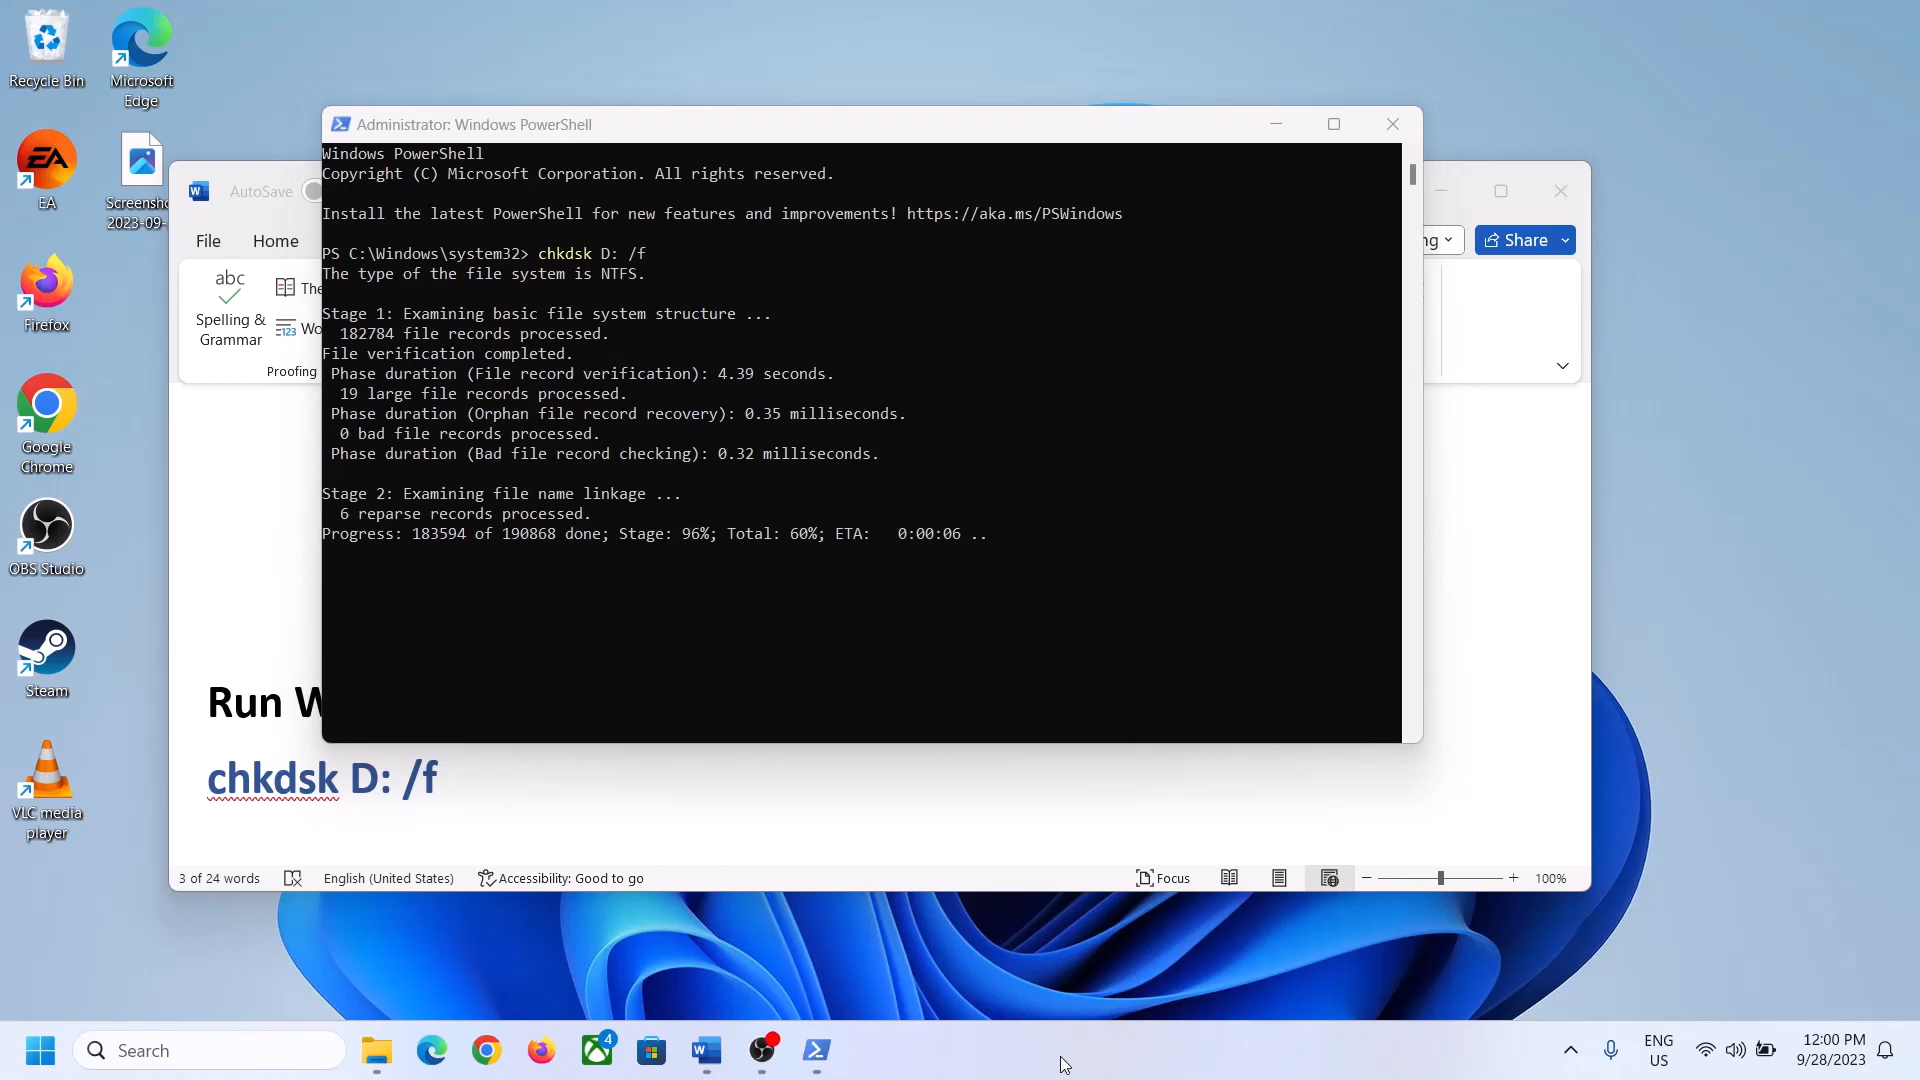 Recycle Bin
Microsoft
Edge
EA
Screensho
2023-09-
Firefox
Google
Chrome
OBS Studio
Steam
VLC media
player
Administrator: Windows PowerShell
Windows PowerShell
Copyright (C) Microsoft Corporation. All rights reserved.
Install the latest PowerShell for new features and improvements! https://aka.ms/PSWindows
PS C:\Windows\system32> chkdsk D: /f
The type of the file system is NTFS.
Stage 1: Examining basic file system structure ...
182784 file records processed.
File verification completed.
Phase duration (File record verification): 4.39 seconds.
19 large file records processed.
Phase duration (Orphan file record recovery): 0.35 milliseconds.
0 bad file records processed.
Phase duration (Bad file record checking): 0.32 milliseconds.
Stage 2: Examining file name linkage ...
6 reparse records processed.
Progress: 183594 of 190868 done; Stage: 96%; Total: 60%; ETA:   0:00:06 ..
AutoSave
File Home
ng Share
abc
Spelling &
Grammar
The
123 Wo
Proofing
Run W
chkdsk D: /f
3 of 24 words English (United States) Accessibility: Good to go Focus 100%
Search
4
ENG
US
12:00 PM
9/28/2023